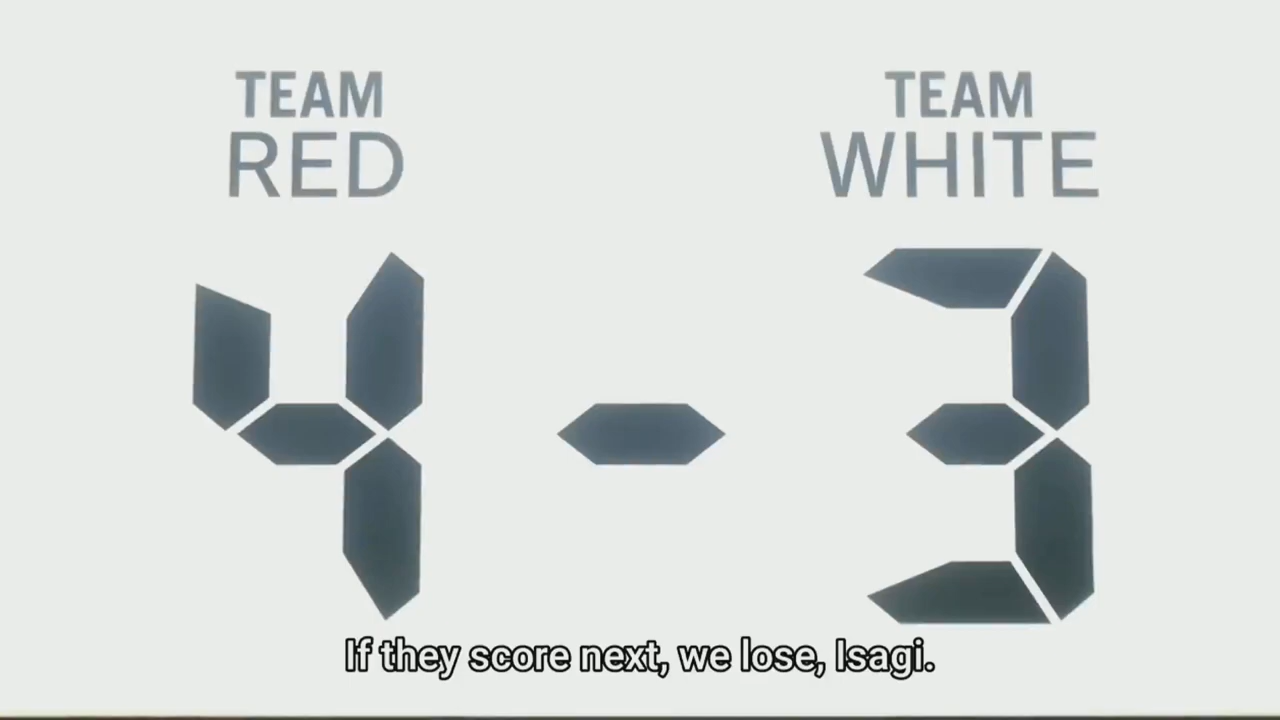 TEAM
RED
TEAM
WHITE
4 - 3
If they score next, we lose, Isagi.